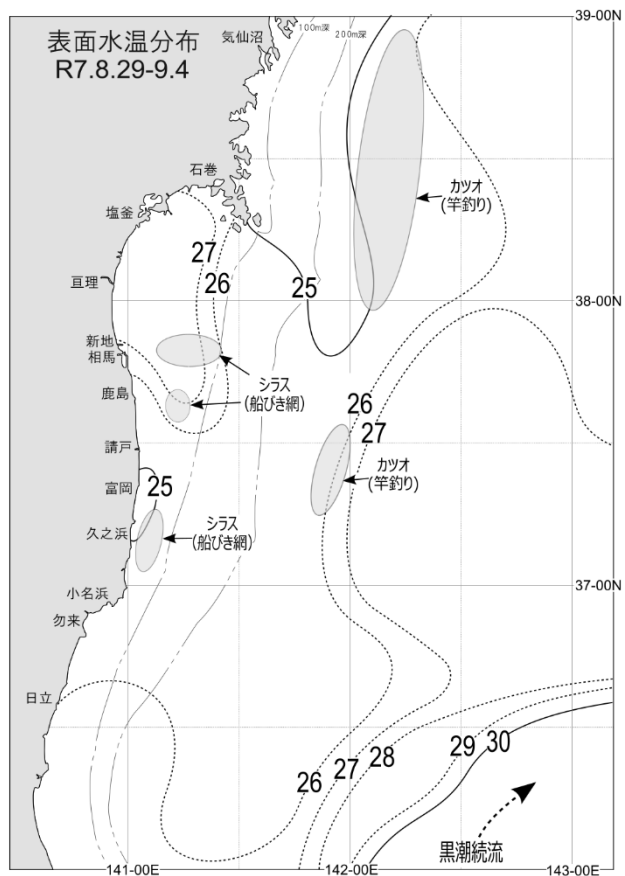 表面水温分布
R7.8.29-9.4
気仙沼
100m深
200m深
39-00N
石巻
カツオ
(竿釣り)
塩釜
27
26
25
亘理
38-00N
新地
相馬
シラス
(船びき網)
鹿島
26
27
請戸
カツオ
(竿釣り)
富岡
25
シラス
(船びき網)
久之浜
37-00N
小名浜
勿来
日立
26
27
28
29
30
黒潮続流
141-00E
142-00E
143-00E